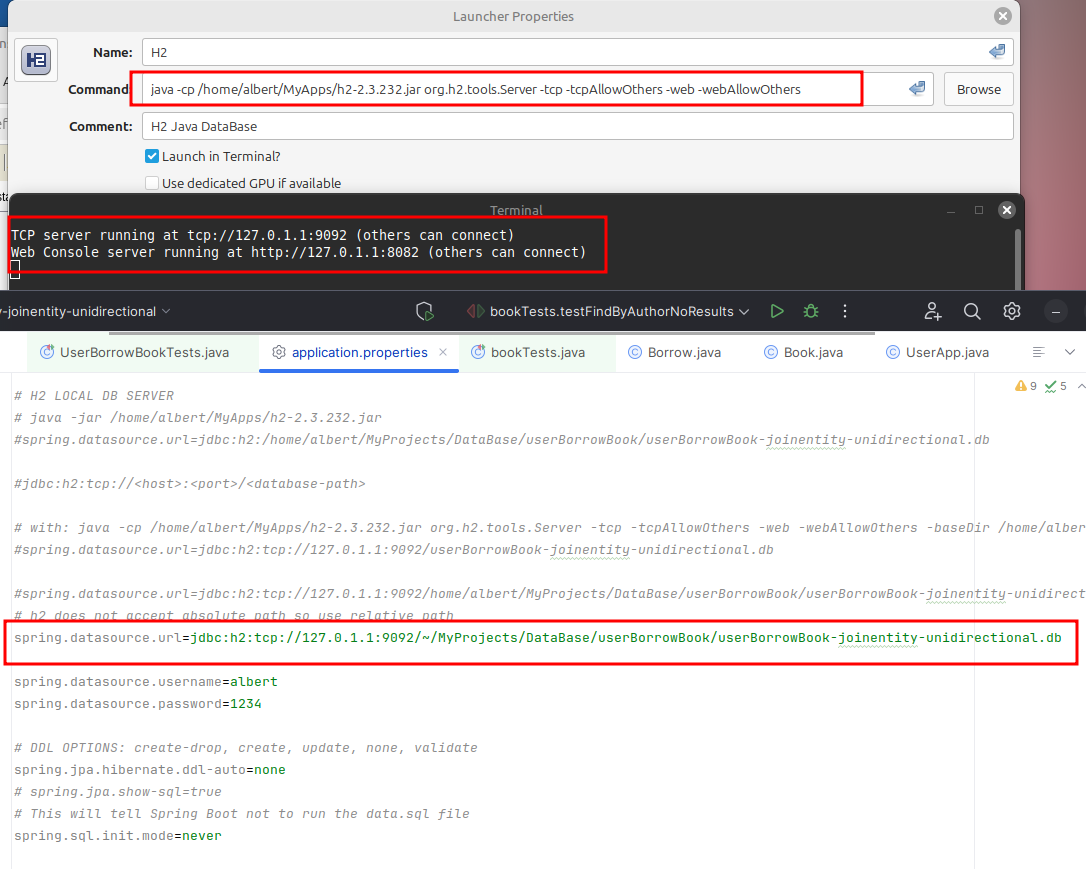 Launcher Properties
H2
Name: H2
Command: java -cp /home/albert/MyApps/h2-2.3.232.jar org.h2.tools.Server -tcp -tcpAllowOthers -web -webAllowOthers Browse
Comment: H2 Java DataBase
Launch in Terminal?
Use dedicated GPU if available
Terminal
TCP server running at tcp://127.0.1.1:9092 (others can connect)
Web Console server running at http://127.0.1.1:8082 (others can connect)
-joinentity-unidirectional bookTests.testFindByAuthorNoResults
UserBorrowBookTests.java application.properties bookTests.java Borrow.java Book.java UserApp.java
9 5
# H2 LOCAL DB SERVER
# java -jar /home/albert/MyApps/h2-2.3.232.jar
#spring.datasource.url=jdbc:h2:/home/albert/MyProjects/DataBase/userBorrowBook/userBorrowBook-joinentity-unidirectional.db
#jdbc:h2:tcp://<host>:<port>/<database-path>
# with: java -cp /home/albert/MyApps/h2-2.3.232.jar org.h2.tools.Server -tcp -tcpAllowOthers -web -webAllowOthers -baseDir /home/alber
#spring.datasource.url=jdbc:h2:tcp://127.0.1.1:9092/userBorrowBook-joinentity-unidirectional.db
#spring.datasource.url=jdbc:h2:tcp://127.0.1.1:9092/home/albert/MyProjects/DataBase/userBorrowBook/userBorrowBook-joinentity-unidirect
# h2 does not accept absolute path so use relative path
spring.datasource.url=jdbc:h2:tcp://127.0.1.1:9092/~/MyProjects/DataBase/userBorrowBook/userBorrowBook-joinentity-unidirectional.db
spring.datasource.username=albert
spring.datasource.password=1234
# DDL OPTIONS: create-drop, create, update, none, validate
spring.jpa.hibernate.ddl-auto=none
# spring.jpa.show-sql=true
# This will tell Spring Boot not to run the data.sql file
spring.sql.init.mode=never